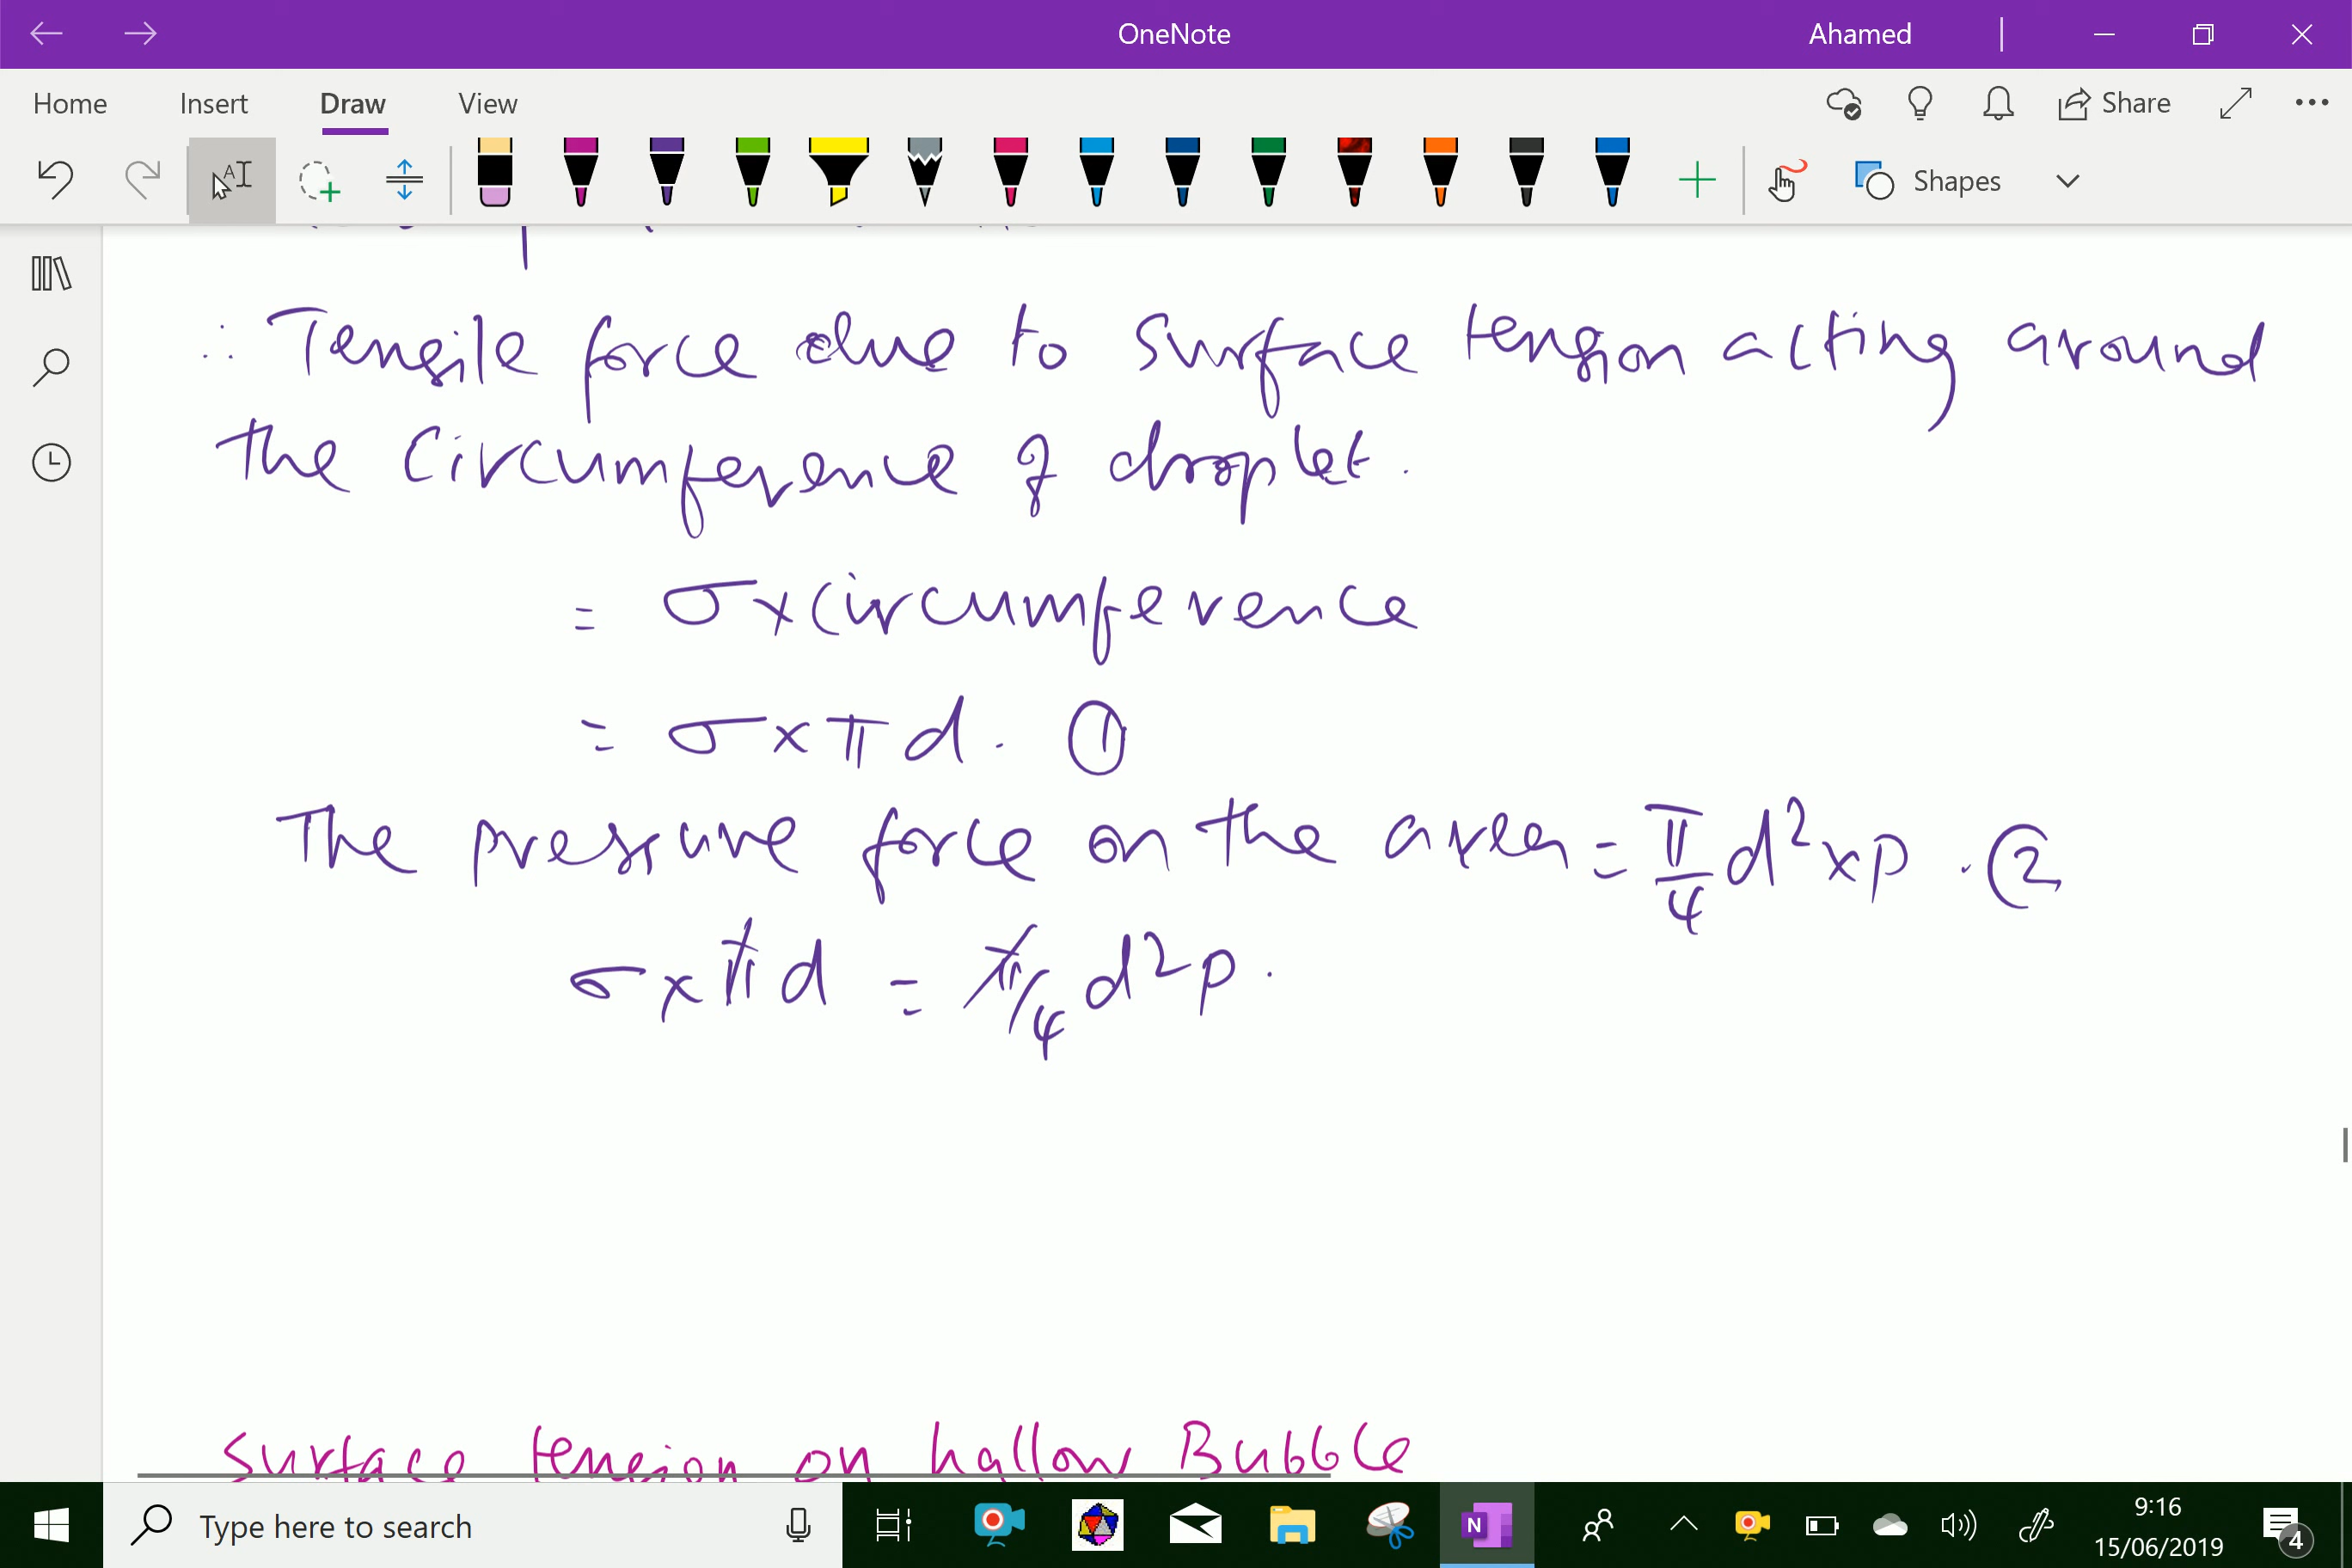 OneNote
Ahamed
Home Insert Draw View
Share
Shapes
∴ Tensile force due to surface tension acting around
the circumference of droplet.
= σ x circumference
= σ x π d . ①
The pressure force on the area = π/4 d² x p . ②
σ x π d = π/4 d² p .
Surface tension on hallow Bubble
Type here to search
9:16
15/06/2019
4